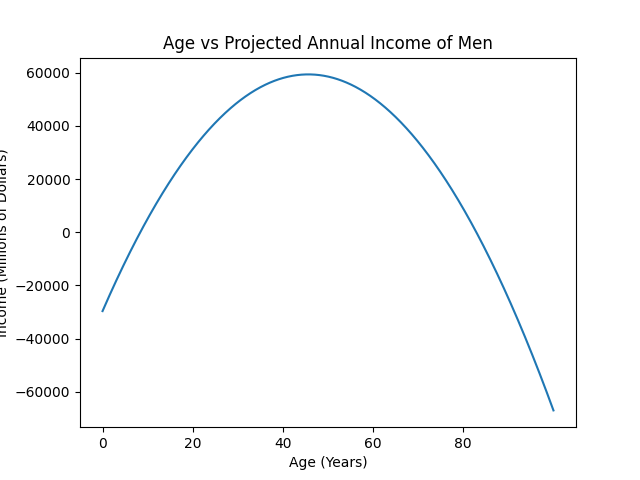 Age vs Projected Annual Income of Men
60000
40000
20000
0
−20000
−40000
−60000
Income (Millions of Dollars)
0 20 40 60 80
Age (Years)